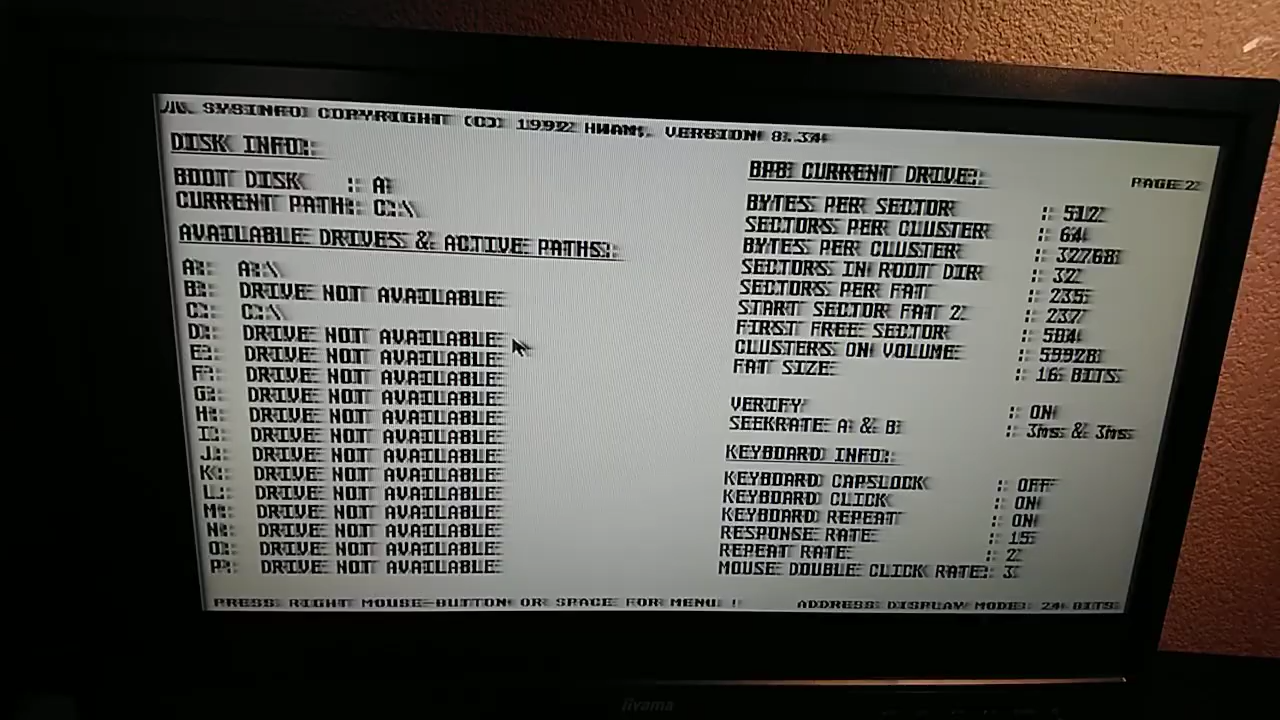 SYSINFO COPYRIGHT (C) 1992 HWAM, VERSION 8.34
PAGE 2
DISK INFO:
BOOT DISK : A:
CURRENT PATH: C:\
AVAILABLE DRIVES & ACTIVE PATHS:
A: A:\
B: DRIVE NOT AVAILABLE
C: C:\
D: DRIVE NOT AVAILABLE
E: DRIVE NOT AVAILABLE
F: DRIVE NOT AVAILABLE
G: DRIVE NOT AVAILABLE
H: DRIVE NOT AVAILABLE
I: DRIVE NOT AVAILABLE
J: DRIVE NOT AVAILABLE
K: DRIVE NOT AVAILABLE
L: DRIVE NOT AVAILABLE
M: DRIVE NOT AVAILABLE
N: DRIVE NOT AVAILABLE
O: DRIVE NOT AVAILABLE
P: DRIVE NOT AVAILABLE
BPB CURRENT DRIVE:
BYTES PER SECTOR : 512
SECTORS PER CLUSTER : 64
BYTES PER CLUSTER : 32768
SECTORS IN ROOT DIR : 32
SECTORS PER FAT : 235
START SECTOR FAT 2 : 237
FIRST FREE SECTOR : 504
CLUSTERS ON VOLUME : 59928
FAT SIZE : 16 BITS
VERIFY : ON
SEEKRATE A & B : 3ms & 3ms
KEYBOARD INFO:
KEYBOARD CAPSLOCK : OFF
KEYBOARD CLICK : ON
KEYBOARD REPEAT : ON
RESPONSE RATE : 15
REPEAT RATE : 2
MOUSE DOUBLE CLICK RATE: 3
PRESS RIGHT MOUSE-BUTTON OR SPACE FOR MENU !
ADDRESS DISPLAY MODE: 24 BITS
iiyama